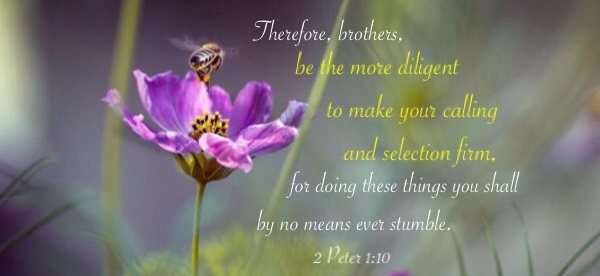 Therefore, brothers,
be the more diligent
to make your calling
and selection firm,
for doing these things you shall
by no means ever stumble.
2 Peter 1:10